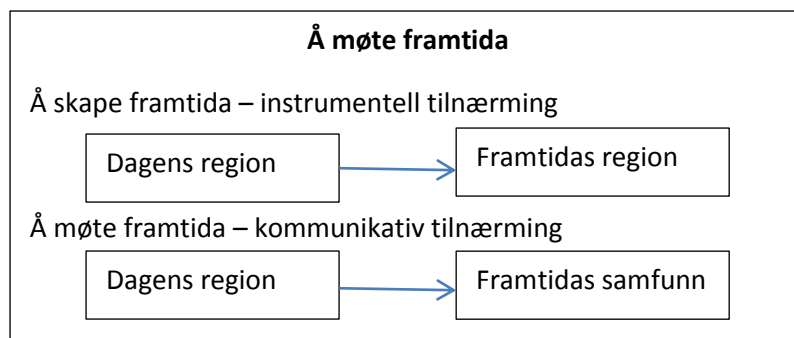 Å møte framtida
Å skape framtida – instrumentell tilnærming
Dagens region
Framtidas region
Å møte framtida – kommunikativ tilnærming
Dagens region
Framtidas samfunn